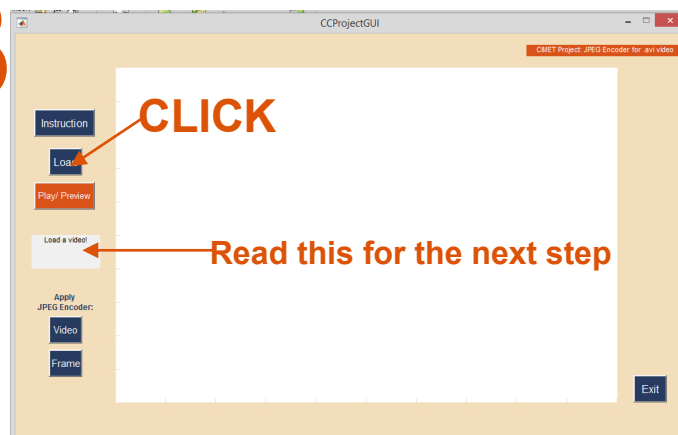 CCProjectGUI
CIMET Project: JPEG Encoder for .avi video
Instruction
CLICK
Load
Play/ Preview
Load a video!
Read this for the next step
Apply
JPEG Encoder:
Video
Frame
Exit